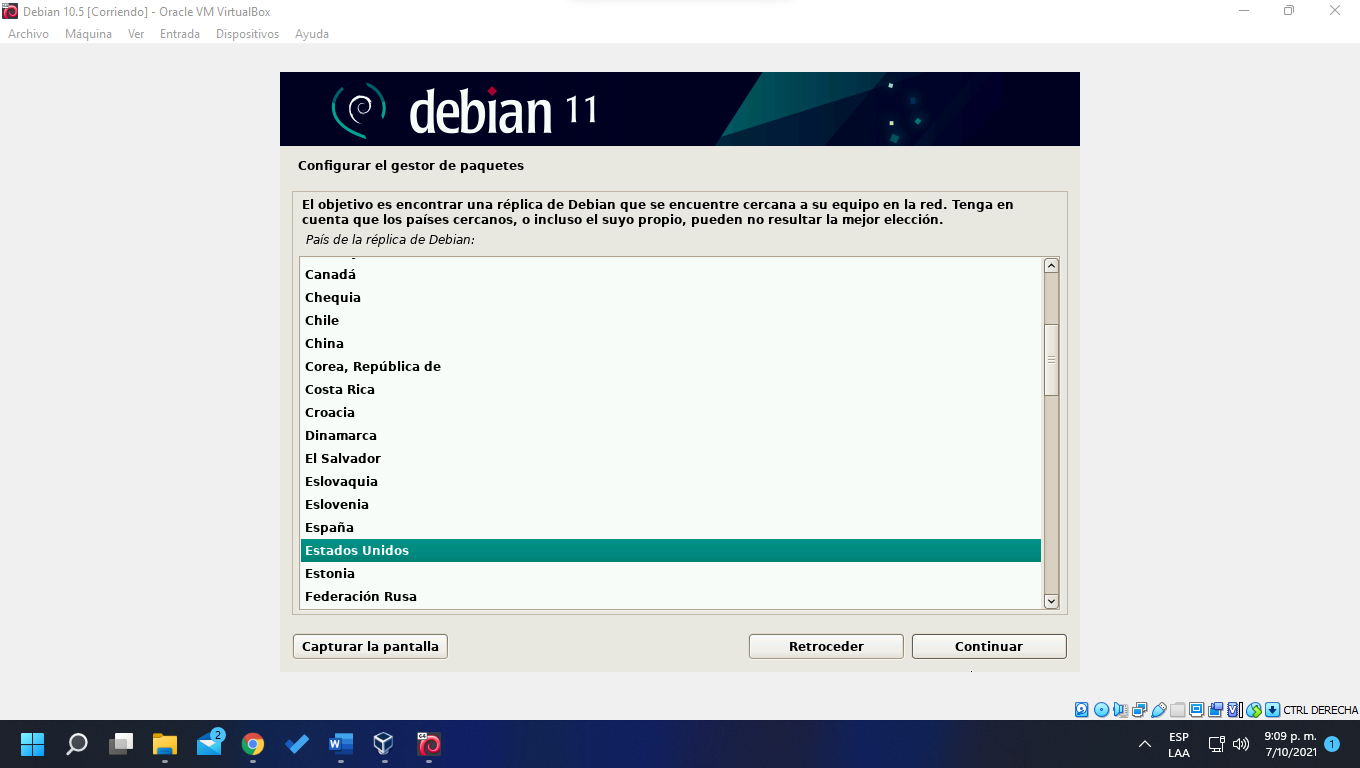 Debian 10.5 [Corriendo] - Oracle VM VirtualBox
Archivo Máquina Ver Entrada Dispositivos Ayuda
debian 11
Configurar el gestor de paquetes
El objetivo es encontrar una réplica de Debian que se encuentre cercana a su equipo en la red. Tenga en
cuenta que los países cercanos, o incluso el suyo propio, pueden no resultar la mejor elección.
País de la réplica de Debian:
Canadá
Chequia
Chile
China
Corea, República de
Costa Rica
Croacia
Dinamarca
El Salvador
Eslovaquia
Eslovenia
España
Estados Unidos
Estonia
Federación Rusa
Capturar la pantalla Retroceder Continuar
CTRL DERECHA
2
W
64
ESP
LAA
9:09 p. m.
7/10/2021
1